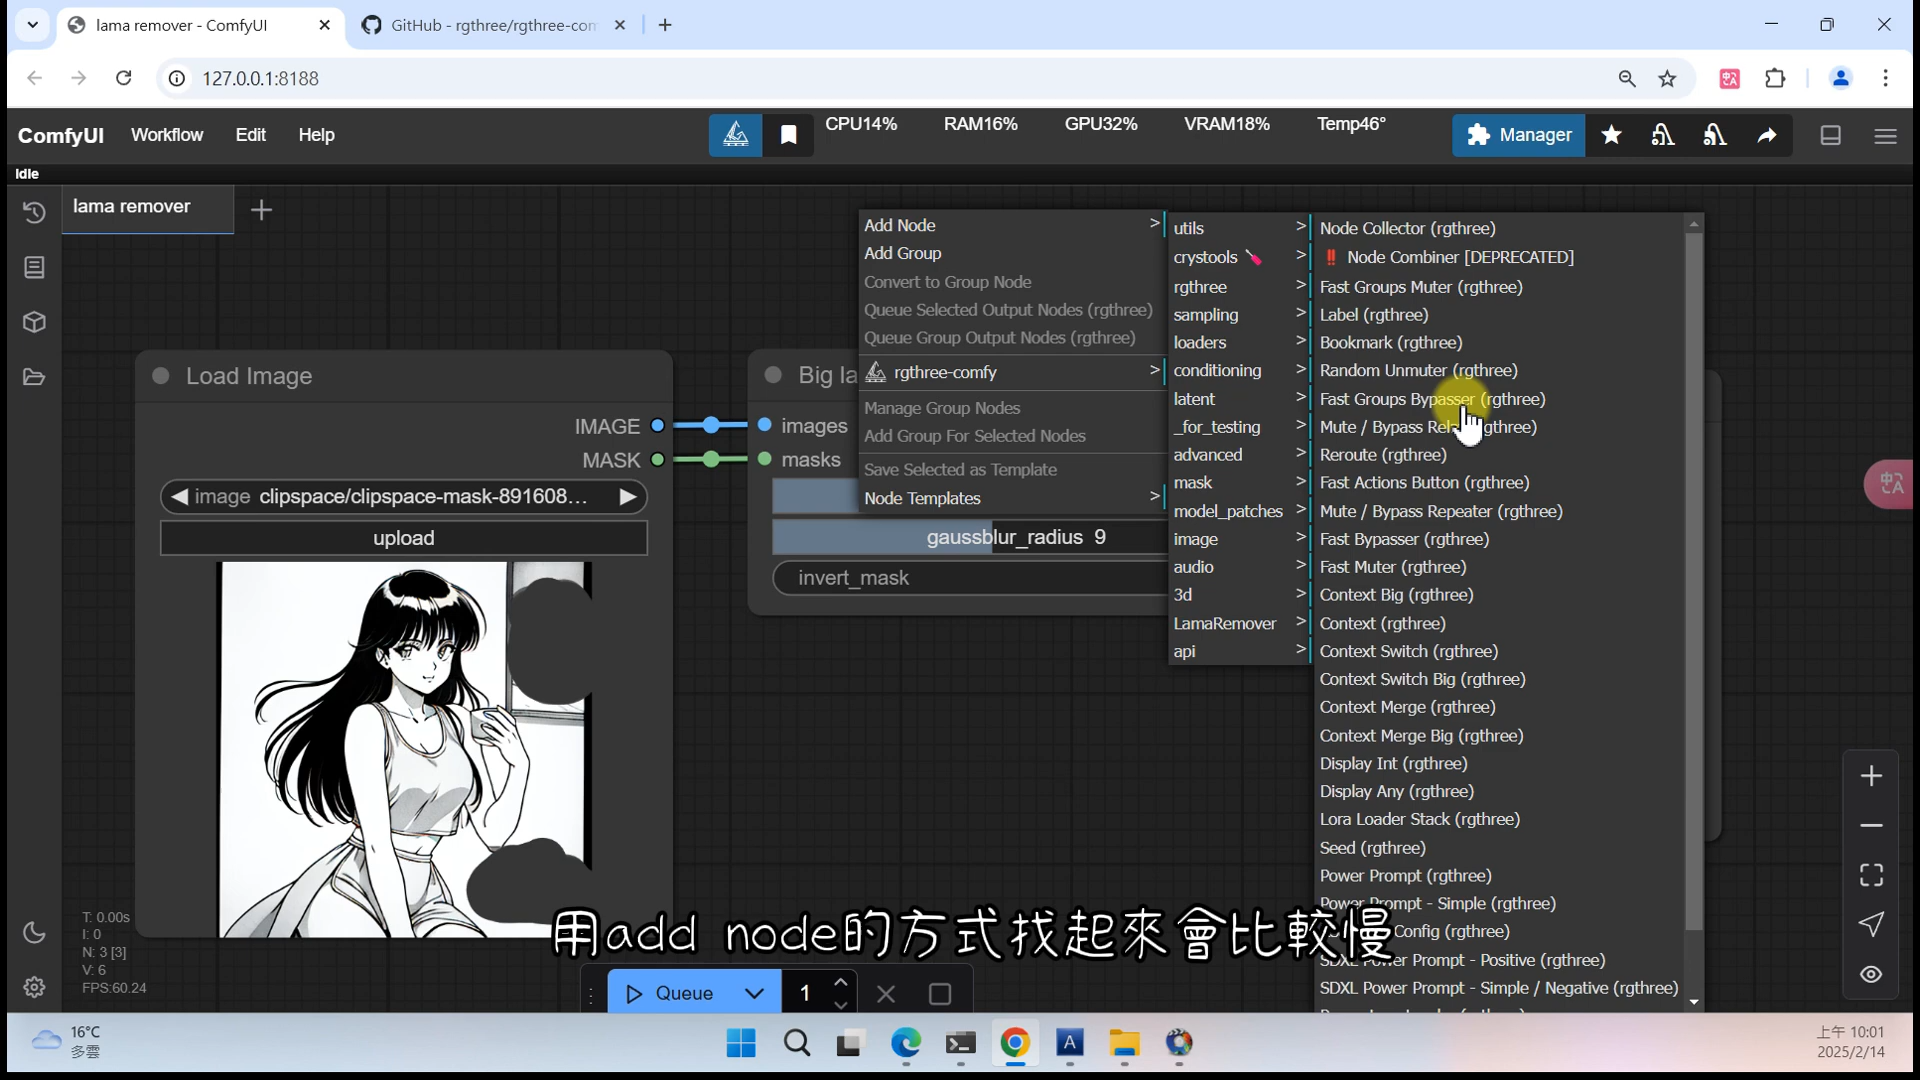 lama remover - ComfyUI
GitHub - rgthree/rgthree-com
127.0.0.1:8188
ComfyUI
Workflow
Edit
Help
CPU14%
RAM16%
GPU32%
VRAM18%
Temp46°
Manager
Idle
lama remover
Load Image
IMAGE
MASK
image clipspace/clipspace-mask-891608...
upload
Big la
images
masks
gaussblur_radius 9
invert_mask
Add Node
Add Group
Convert to Group Node
Queue Selected Output Nodes (rgthree)
Queue Group Output Nodes (rgthree)
rgthree-comfy
Manage Group Nodes
Add Group For Selected Nodes
Save Selected as Template
Node Templates
utils
crystools
rgthree
sampling
loaders
conditioning
latent
_for_testing
advanced
mask
model_patches
image
audio
3d
LamaRemover
api
Node Collector (rgthree)
‼ Node Combiner [DEPRECATED]
Fast Groups Muter (rgthree)
Label (rgthree)
Bookmark (rgthree)
Random Unmuter (rgthree)
Fast Groups Bypasser (rgthree)
Mute / Bypass Rel gthree)
Reroute (rgthree)
Fast Actions Button (rgthree)
Mute / Bypass Repeater (rgthree)
Fast Bypasser (rgthree)
Fast Muter (rgthree)
Context Big (rgthree)
Context (rgthree)
Context Switch (rgthree)
Context Switch Big (rgthree)
Context Merge (rgthree)
Context Merge Big (rgthree)
Display Int (rgthree)
Display Any (rgthree)
Lora Loader Stack (rgthree)
Seed (rgthree)
Power Prompt (rgthree)
Power Prompt - Simple (rgthree)
Config (rgthree)
SDXL Power Prompt - Positive (rgthree)
SDXL Power Prompt - Simple / Negative (rgthree)
用add node的方式找起來會比較慢
T: 0.00s
I: 0
N: 3 [3]
V: 6
FPS:60.24
Queue
1
16°C
多雲
上午 10:01
2025/2/14